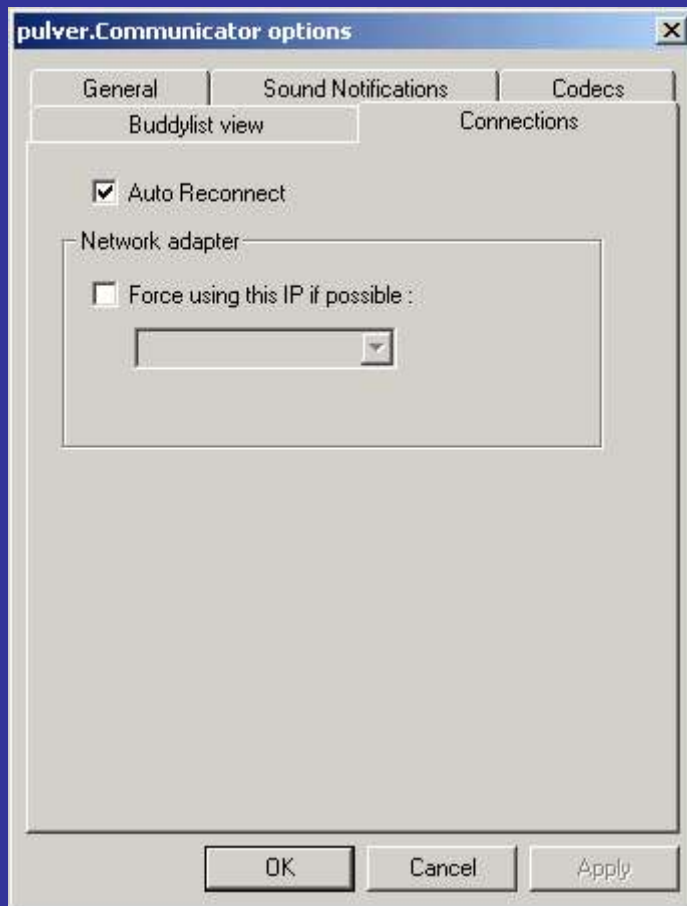 pulver.Communicator options
General Sound Notifications Codecs
Buddylist view Connections
Auto Reconnect
Network adapter
Force using this IP if possible :
OK Cancel Apply